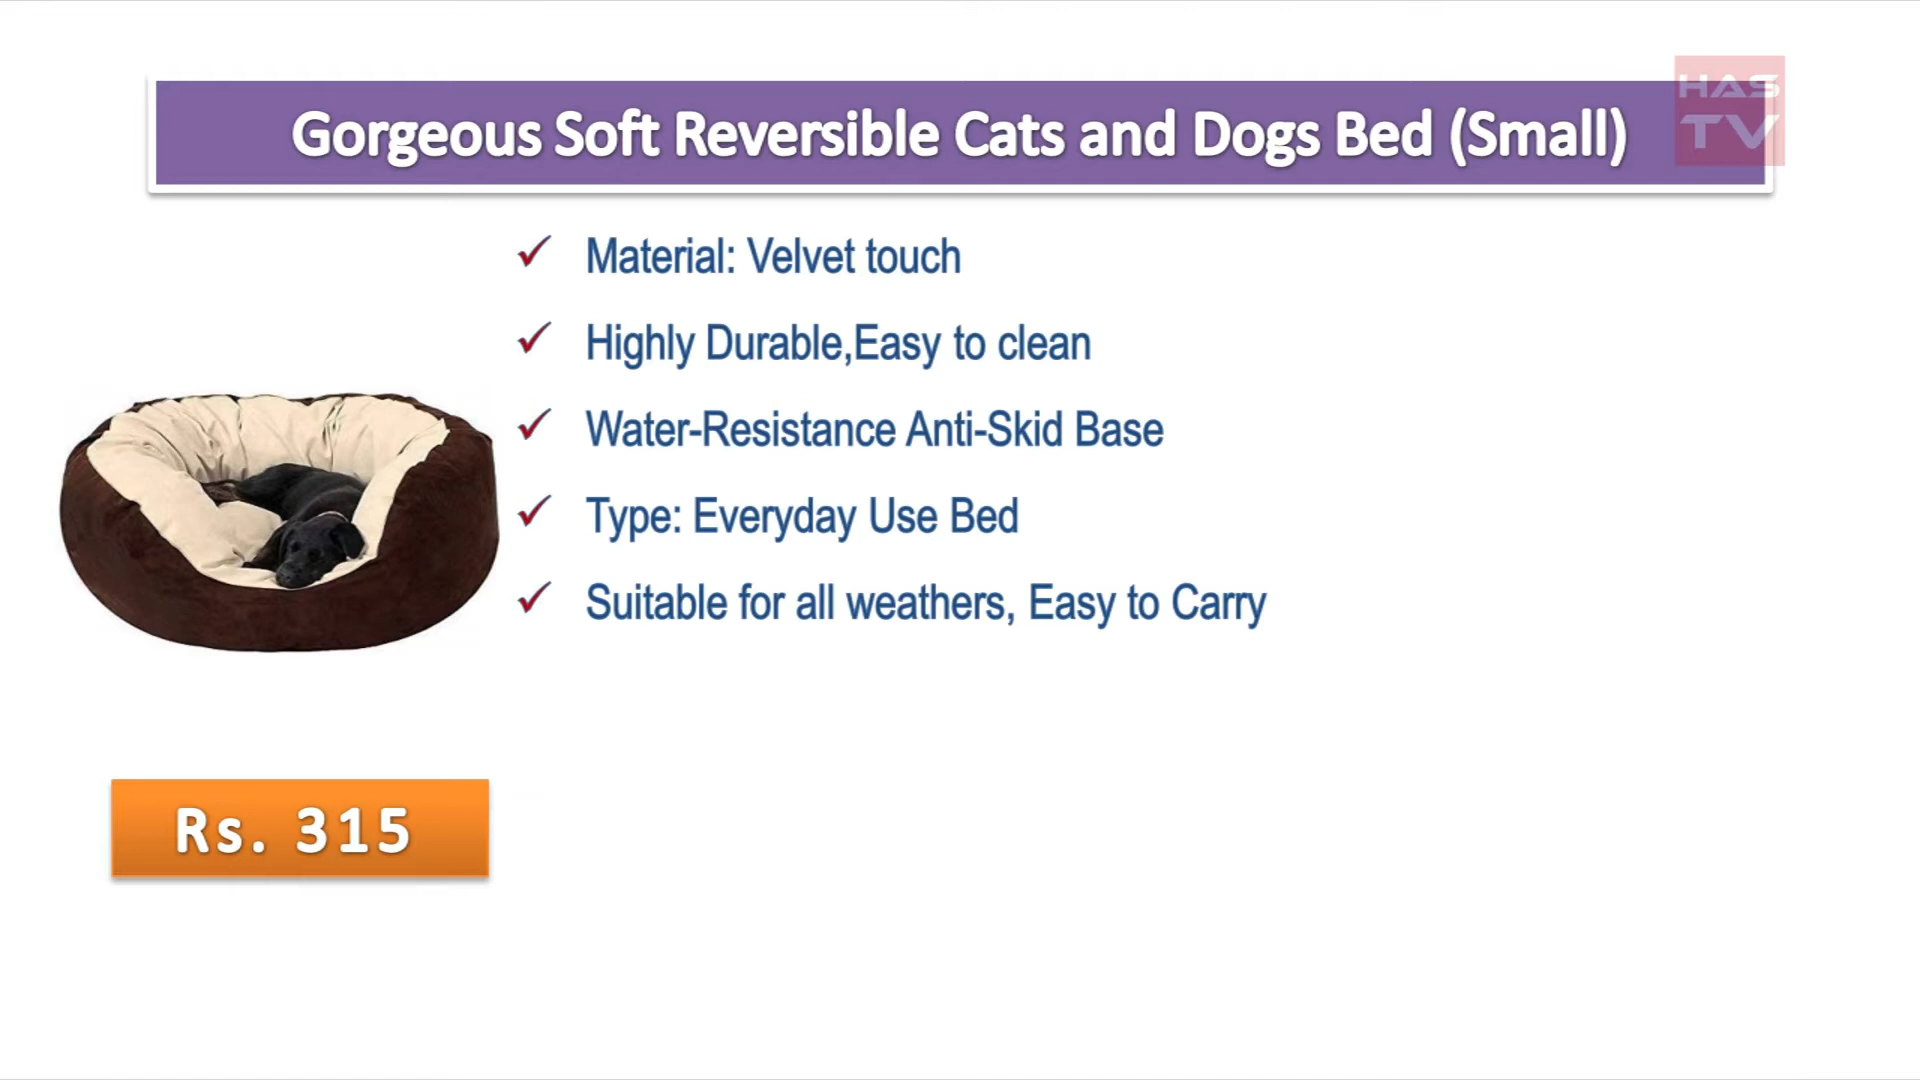 HAS
TV
Gorgeous Soft Reversible Cats and Dogs Bed (Small)
Material: Velvet touch
Highly Durable,Easy to clean
Water-Resistance Anti-Skid Base
Type: Everyday Use Bed
Suitable for all weathers, Easy to Carry
Rs. 315